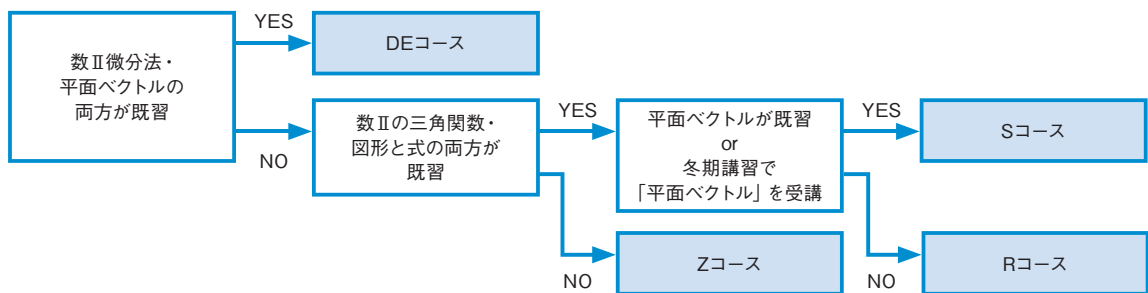 数Ⅱ微分法・
平面ベクトルの
両方が既習
YES
DEコース
NO
数Ⅱの三角関数・
図形と式の両方が
既習
YES
平面ベクトルが既習
or
冬期講習で
「平面ベクトル」を受講
YES
Sコース
NO
Zコース
NO
Rコース